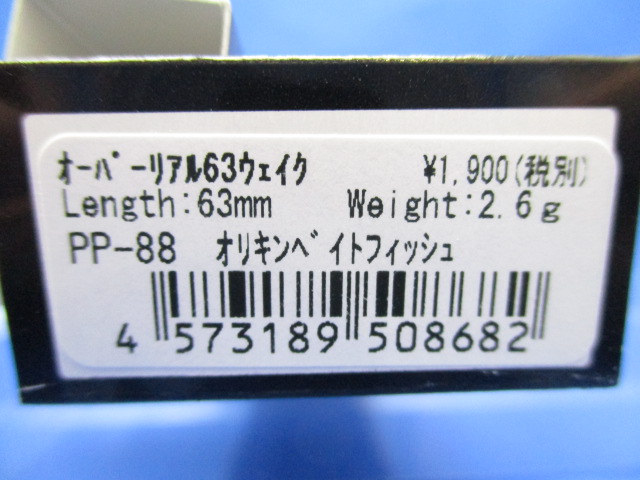 ｵｰﾊﾞｰﾘｱﾙ63ｳｪｲｸ ¥1,900(税別)
Length:63mm Weight:2.6g
PP-88 ｵﾘｷﾝﾍﾞｲﾄﾌｨｯｼｭ
4 573189 508682